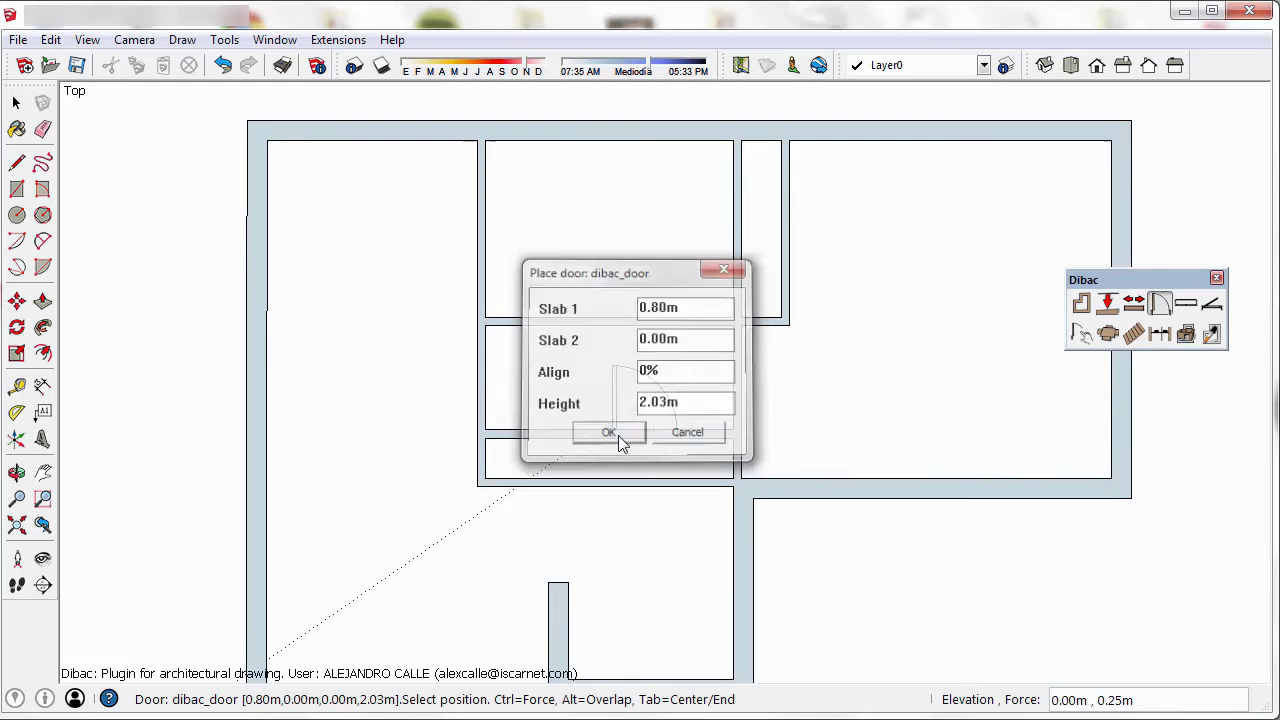 File Edit View Camera Draw Tools Window Extensions Help
E F M A M J J A S O N D 07:35 AM Mediodía 05:33 PM Layer0
Top
Dibac
Place door: dibac_door
Slab 1 0.80m
Slab 2 0.00m
Align 0%
Height 2.03m
OK Cancel
Dibac: Plugin for architectural drawing. User: ALEJANDRO CALLE (alexcalle@iscarnet.com)
Door: dibac_door [0.80m,0.00m,0.00m,2.03m].Select position. Ctrl=Force, Alt=Overlap, Tab=Center/End Elevation , Force: 0.00m , 0.25m